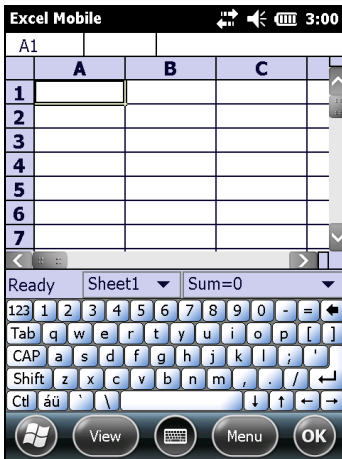 Excel Mobile 3:00
A1
A B C
1
2
3
4
5
6
7
Ready Sheet1 Sum=0
123 1 2 3 4 5 6 7 8 9 0 - =
Tab q w e r t y u i o p [ ]
CAP a s d f g h j k l ; '
Shift z x c v b n m , . /
Ctl áü ` \
View Menu OK